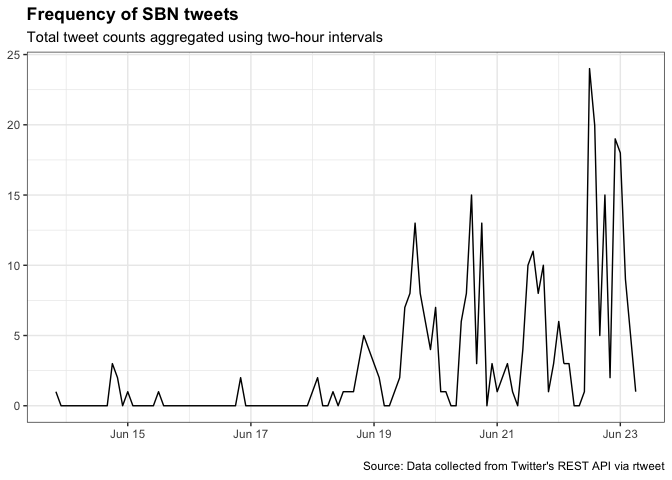 Frequency of SBN tweets
Total tweet counts aggregated using two-hour intervals
25
20
15
10
5
0
Jun 15 Jun 17 Jun 19 Jun 21 Jun 23
Source: Data collected from Twitter's REST API via rtweet